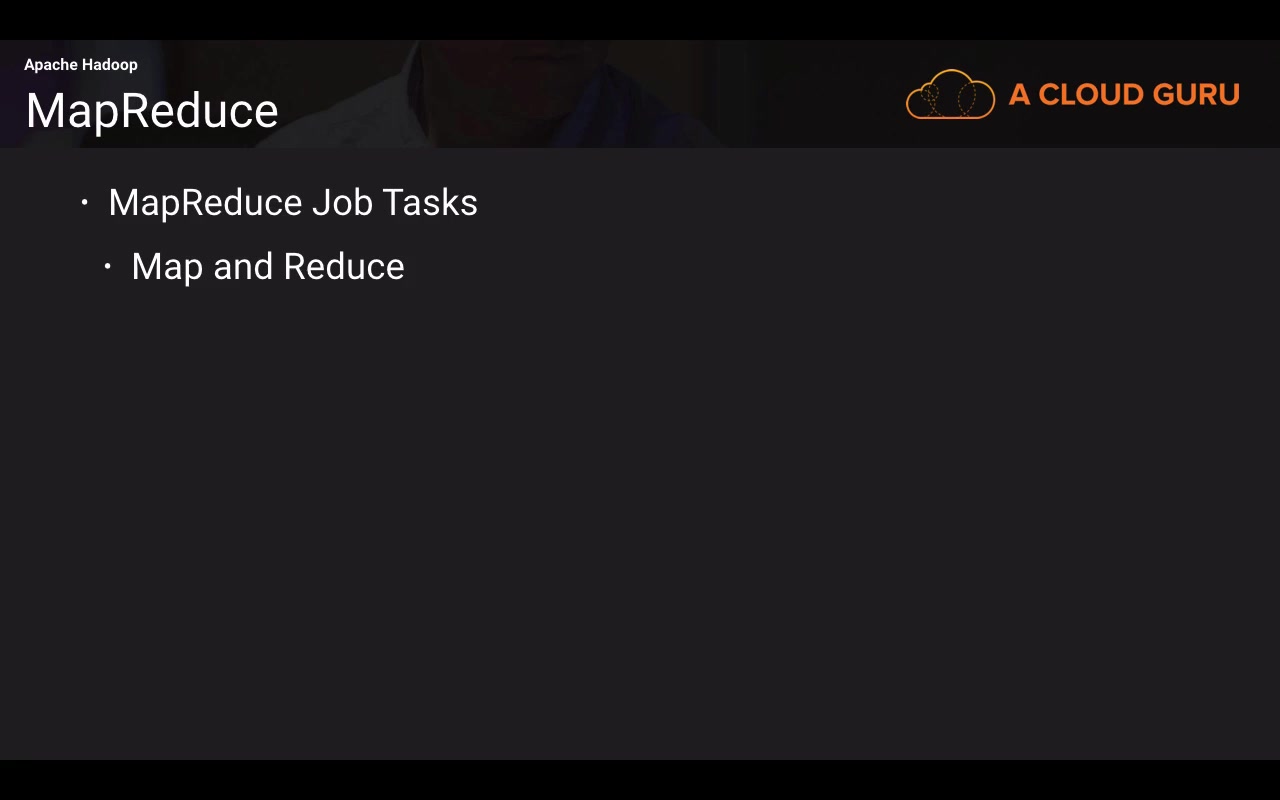 Apache Hadoop
MapReduce
A CLOUD GURU
· MapReduce Job Tasks
· Map and Reduce